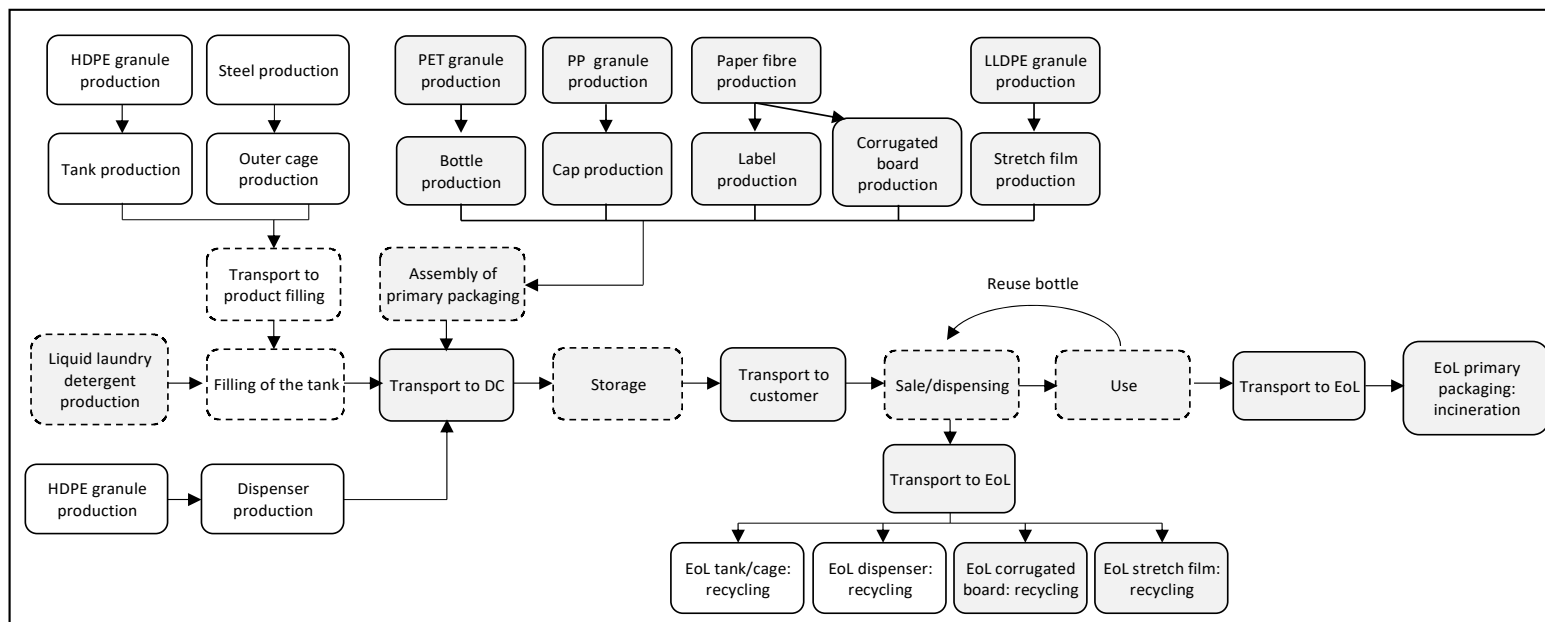 HDPE granule
production
Steel production
PET granule
production
PP granule
production
Paper fibre
production
LLDPE granule
production
Tank production
Outer cage
production
Bottle
production
Cap production
Label
production
Corrugated
board
production
Stretch film
production
Transport to
product filling
Assembly of
primary packaging
Reuse bottle
Liquid laundry
detergent
production
Filling of the tank
Transport to DC
Storage
Transport to
customer
Sale/dispensing
Use
Transport to EoL
EoL primary
packaging:
incineration
HDPE granule
production
Dispenser
production
Transport to EoL
EoL tank/cage:
recycling
EoL dispenser:
recycling
EoL corrugated
board: recycling
EoL stretch film:
recycling